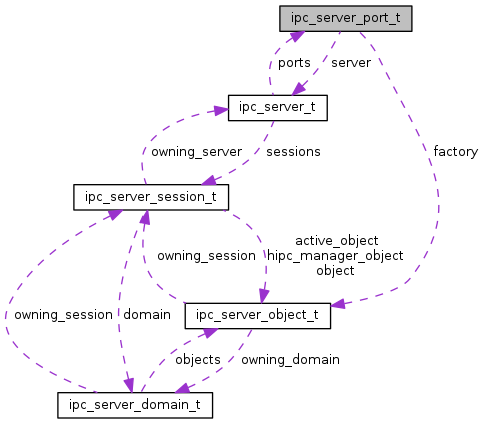 ipc_server_port_t
ports
server
ipc_server_t
owning_server
sessions
factory
ipc_server_session_t
owning_session
active_object
hipc_manager_object
object
owning_session
domain
ipc_server_object_t
objects
owning_domain
ipc_server_domain_t